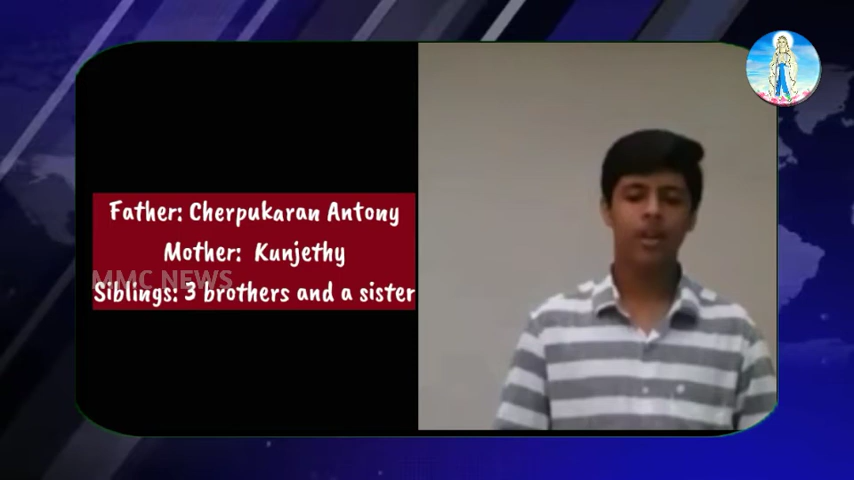 Father: Cherpukaran Antony
Mother: Kunjethy
MMC NEWS
Siblings: 3 brothers and a sister